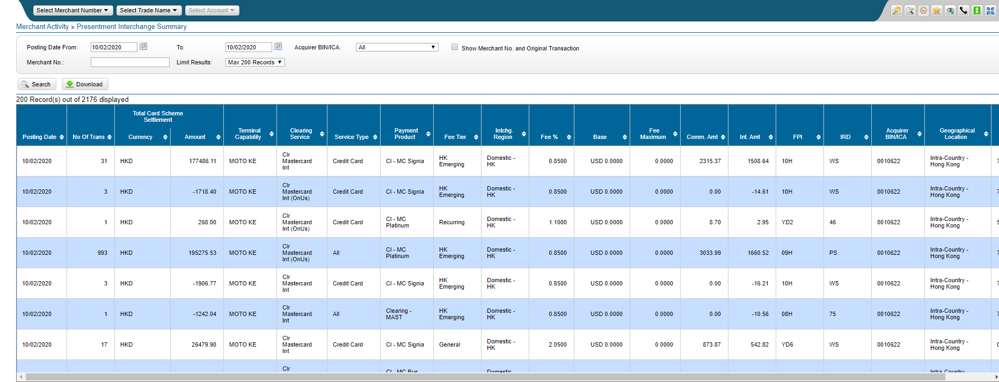 Select Merchant Number Select Trade Name Select Account
Merchant Activity » Presentment Interchange Summary
Posting Date From: 10/02/2020 To: 10/02/2020 Acquirer BIN/ICA: All Show Merchant No. and Original Transaction
Merchant No.: Limit Results: Max 200 Records
Search Download
200 Record(s) out of 2176 displayed
Total Card Scheme
Settlement
Posting Date No Of Trans Currency Amount Terminal Capability Clearing Service Service Type Payment Product Fee Tier Intchg. Region Fee % Base Fee Maximum Comm. Amt Int. Amt FPI IRD Acquirer BIN/ICA Geographical Location
10/02/2020 31 HKD 177486.11 MOTO KE Clr Mastercard Int Credit Card CI - MC Signia HK Emerging Domestic - HK 0.8500 USD 0.0000 0.0000 2315.37 1508.64 10H WS 0010622 Intra-Country - Hong Kong
10/02/2020 3 HKD -1718.40 MOTO KE Clr Mastercard Int (OnUs) Credit Card CI - MC Signia HK Emerging Domestic - HK 0.8500 USD 0.0000 0.0000 0.00 -14.61 10H WS 0010622 Intra-Country - Hong Kong
10/02/2020 1 HKD 268.00 MOTO KE Clr Mastercard Int (OnUs) Credit Card CI - MC Platinum Recurring Domestic - HK 1.1000 USD 0.0000 0.0000 8.70 2.95 YD2 46 0010622 Intra-Country - Hong Kong
10/02/2020 993 HKD 195275.53 MOTO KE Clr Mastercard Int (OnUs) All CI - MC Platinum HK Emerging Domestic - HK 0.8500 USD 0.0000 0.0000 3033.99 1660.52 09H PS 0010622 Intra-Country - Hong Kong
10/02/2020 3 HKD -1906.77 MOTO KE Clr Mastercard Int Credit Card CI - MC Signia HK Emerging Domestic - HK 0.8500 USD 0.0000 0.0000 0.00 -16.21 10H WS 0010622 Intra-Country - Hong Kong
10/02/2020 1 HKD -1242.04 MOTO KE Clr Mastercard Int All Clearing - MAST HK Emerging Domestic - HK 0.8500 USD 0.0000 0.0000 0.00 -10.56 08H 75 0010622 Intra-Country - Hong Kong
10/02/2020 17 HKD 26479.90 MOTO KE Clr Mastercard Int Credit Card CI - MC Signia General Domestic - HK 2.0500 USD 0.0000 0.0000 873.87 542.82 YD6 WS 0010622 Intra-Country - Hong Kong
Clr CI - MC Bus Domestic Intra-Country